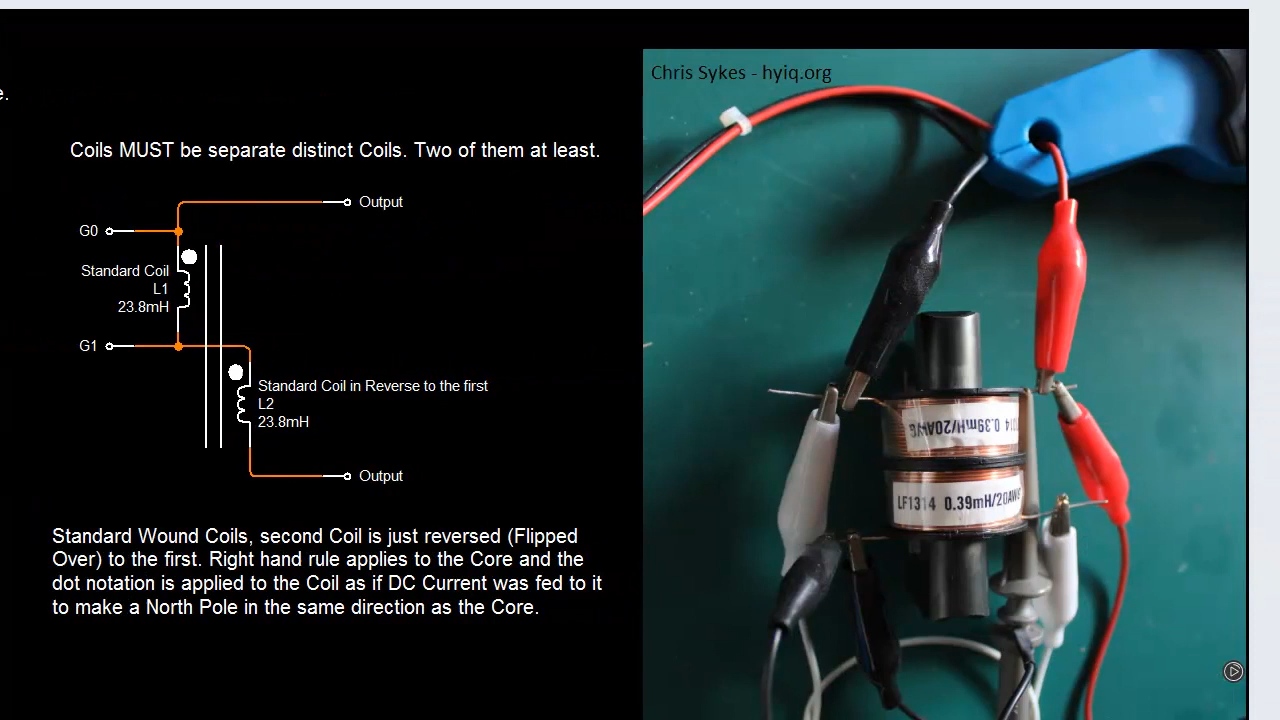 e.
Chris Sykes - hyiq.org
Coils MUST be separate distinct Coils. Two of them at least.
Output
G0
Standard Coil
L1
23.8mH
G1
Standard Coil in Reverse to the first
L2
23.8mH
Output
LF1314 0.39mH/20AWG
Standard Wound Coils, second Coil is just reversed (Flipped
Over) to the first. Right hand rule applies to the Core and the
dot notation is applied to the Coil as if DC Current was fed to it
to make a North Pole in the same direction as the Core.
014 0.39mH/20AWG